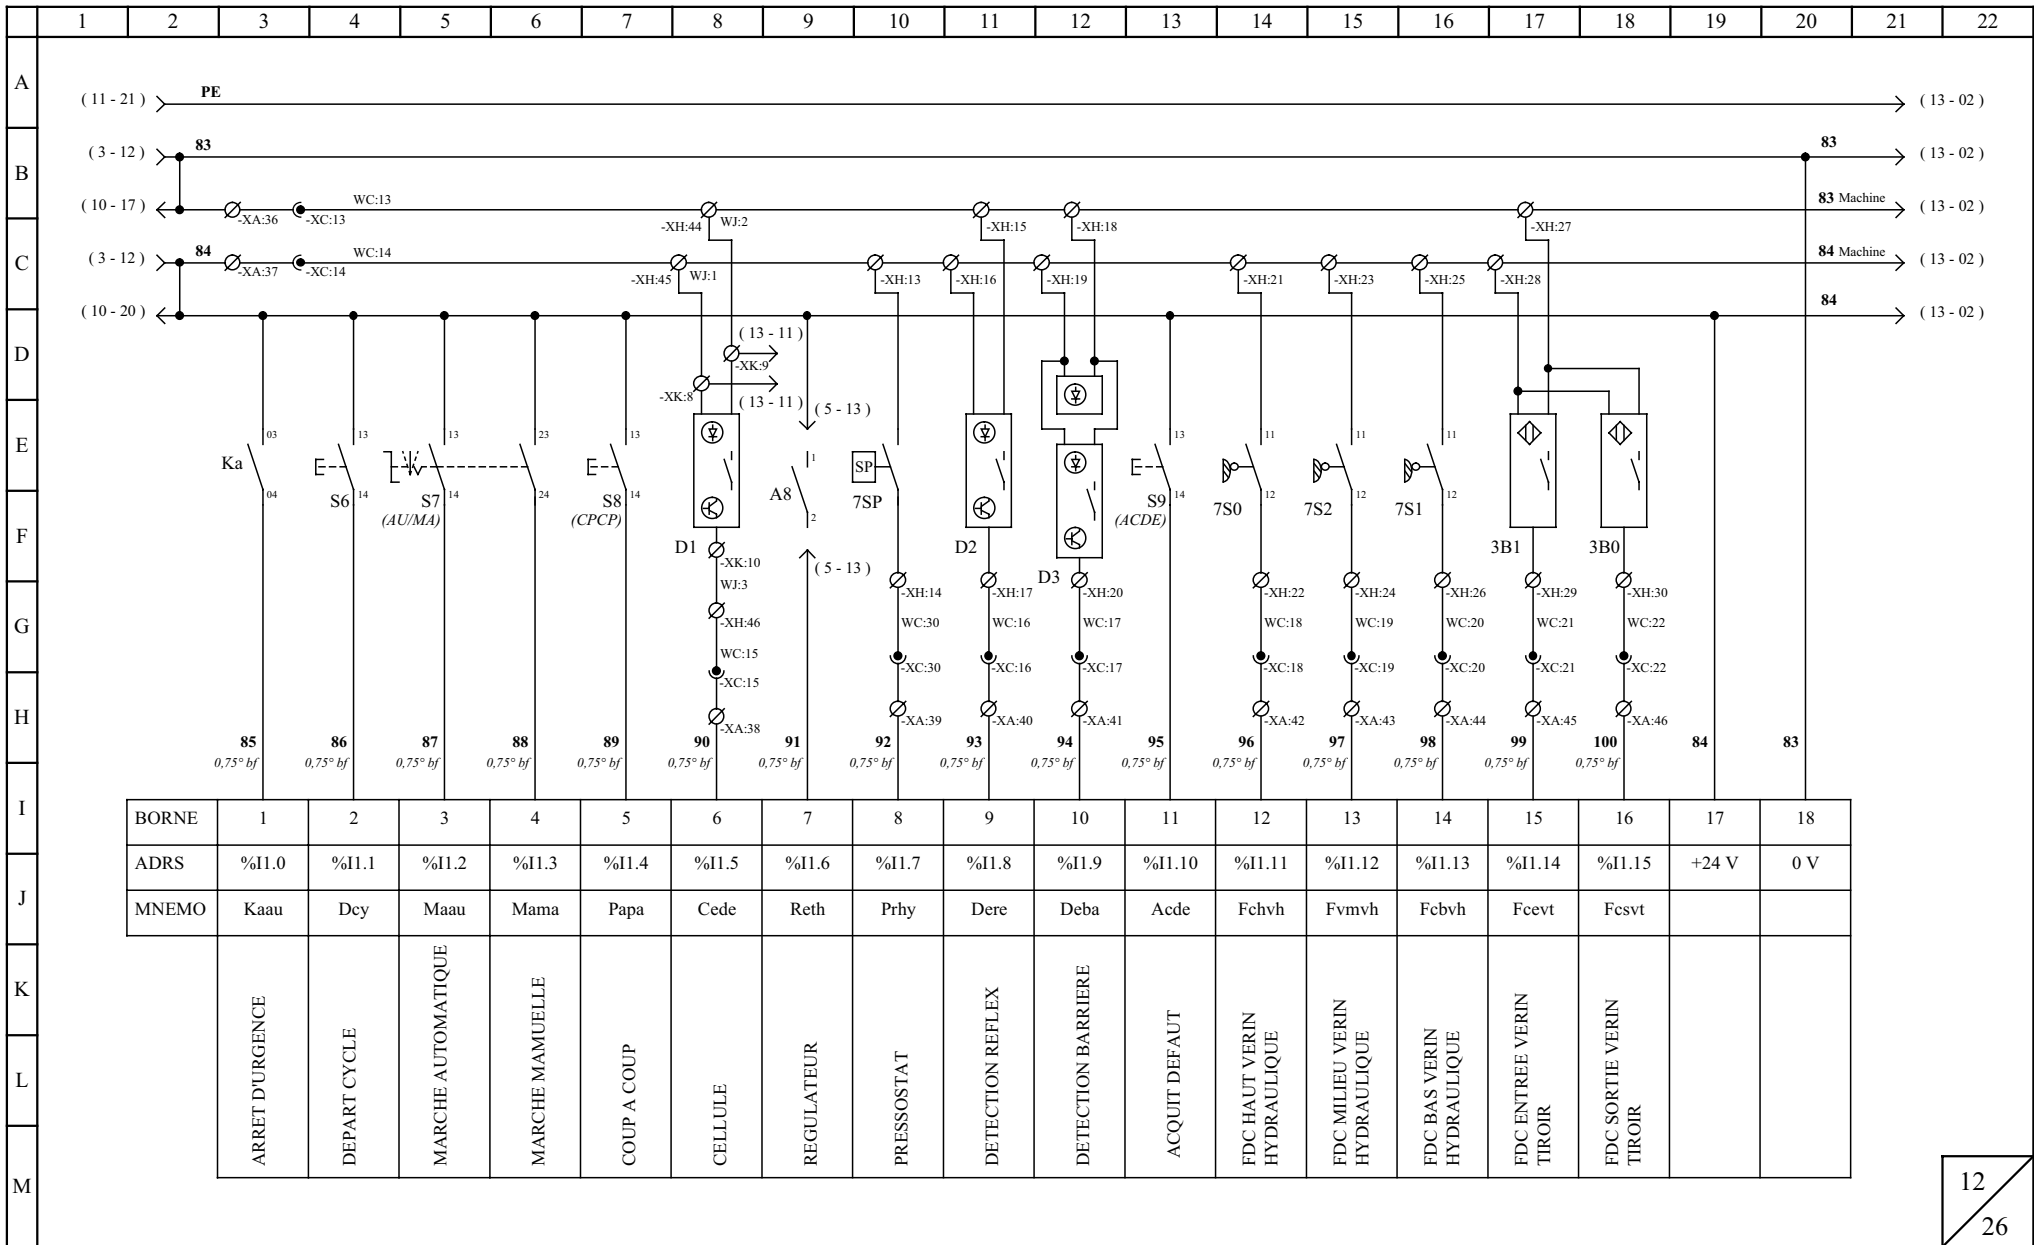 1 2 3 4 5 6 7 8 9 10 11 12 13 14 15 16 17 18 19 20 21 22
A
( 11 - 21 ) PE ( 13 - 02 )
( 3 - 12 ) 83 83 ( 13 - 02 )
B
( 10 - 17 ) WC:13 83 Machine ( 13 - 02 )
-XA:36 -XC:13 -XH:44 WJ:2 -XH:15 -XH:18 -XH:27
C
( 3 - 12 ) 84 WC:14 84 Machine ( 13 - 02 )
-XA:37 -XC:14 -XH:45 WJ:1 -XH:13 -XH:16 -XH:19 -XH:21 -XH:23 -XH:25 -XH:28
( 10 - 20 ) 84 ( 13 - 02 )
D
( 13 - 11 )
-XK:9
-XK:8 ( 13 - 11 ) ( 5 - 13 )
E
03 13 13 23 13 1 13 11 11 11
Ka SP
04 14 14 24 14 2 14 12 12 12
S6 S7 S8 A8 7SP S9 7S0 7S2 7S1
(AU/MA) (CPCP) (ACDE)
F
D1 D2 3B1 3B0
-XK:10 ( 5 - 13 ) D3
WJ:3 -XH:14 -XH:17 -XH:20 -XH:22 -XH:24 -XH:26 -XH:29 -XH:30
G
-XH:46 WC:30 WC:16 WC:17 WC:18 WC:19 WC:20 WC:21 WC:22
WC:15 -XC:30 -XC:16 -XC:17 -XC:18 -XC:19 -XC:20 -XC:21 -XC:22
-XC:15
H
-XA:38 -XA:39 -XA:40 -XA:41 -XA:42 -XA:43 -XA:44 -XA:45 -XA:46
85 86 87 88 89 90 91 92 93 94 95 96 97 98 99 100 84 83
0,75° bf 0,75° bf 0,75° bf 0,75° bf 0,75° bf 0,75° bf 0,75° bf 0,75° bf 0,75° bf 0,75° bf 0,75° bf 0,75° bf 0,75° bf 0,75° bf 0,75° bf 0,75° bf
I
BORNE 1 2 3 4 5 6 7 8 9 10 11 12 13 14 15 16 17 18
ADRS %I1.0 %I1.1 %I1.2 %I1.3 %I1.4 %I1.5 %I1.6 %I1.7 %I1.8 %I1.9 %I1.10 %I1.11 %I1.12 %I1.13 %I1.14 %I1.15 +24 V 0 V
J
MNEMO Kaau Dcy Maau Mama Papa Cede Reth Prhy Dere Deba Acde Fchvh Fvmvh Fcbvh Fcevt Fcsvt
K
L
M
ARRET D'URGENCE
DEPART CYCLE
MARCHE AUTOMATIQUE
MARCHE MAMUELLE
COUP A COUP
CELLULE
REGULATEUR
PRESSOSTAT
DETECTION REFLEX
DETECTION BARRIERE
ACQUIT DEFAUT
FDC HAUT VERIN
HYDRAULIQUE
FDC MILIEU VERIN
HYDRAULIQUE
FDC BAS VERIN
HYDRAULIQUE
FDC ENTREE VERIN
TIROIR
FDC SORTIE VERIN
TIROIR
12
26